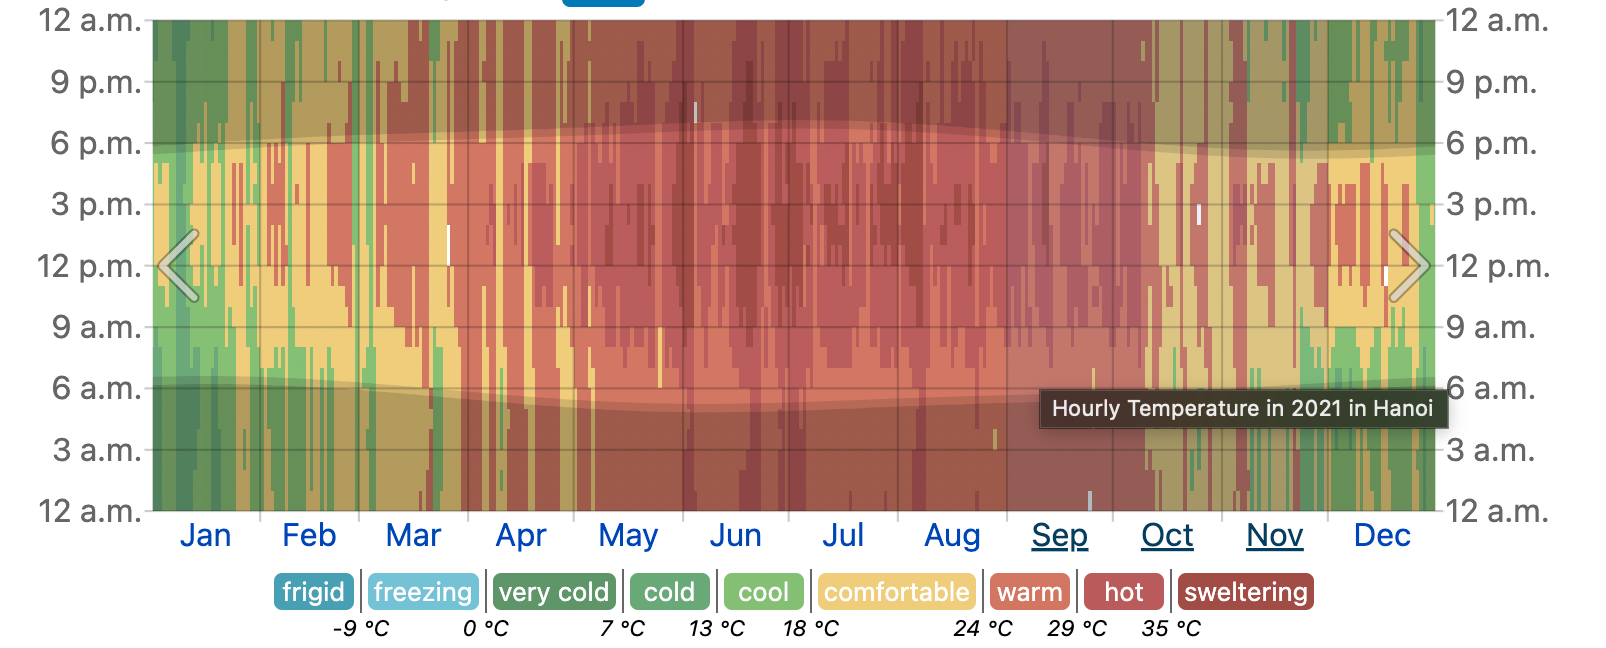 12 a.m. 12 a.m.
9 p.m. 9 p.m.
6 p.m. 6 p.m.
3 p.m. 3 p.m.
12 p.m. 12 p.m.
9 a.m. 9 a.m.
6 a.m. 6 a.m.
Hourly Temperature in 2021 in Hanoi
3 a.m. 3 a.m.
12 a.m. 12 a.m.
Jan Feb Mar Apr May Jun Jul Aug Sep Oct Nov Dec
frigid freezing very cold cold cool comfortable warm hot sweltering
-9 °C 0 °C 7 °C 13 °C 18 °C 24 °C 29 °C 35 °C